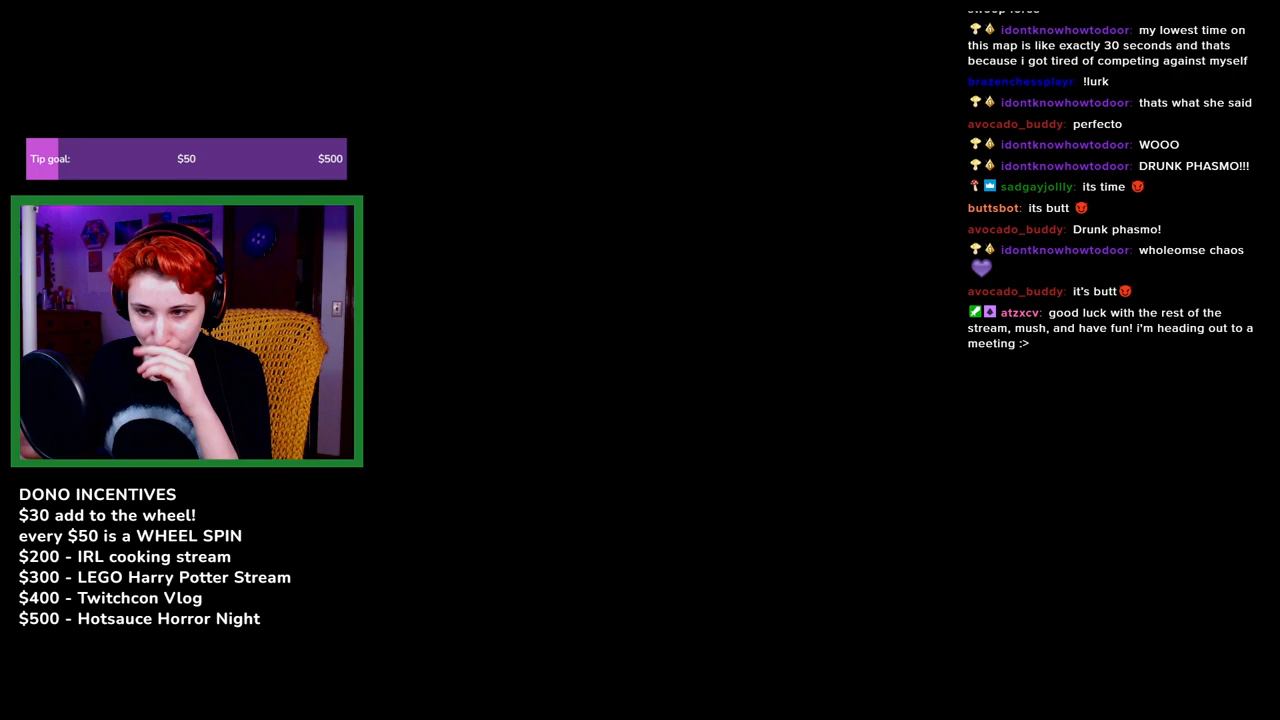 Tip goal:
$50
$500
DONO INCENTIVES
$30 add to the wheel!
every $50 is a WHEEL SPIN
$200 - IRL cooking stream
$300 - LEGO Harry Potter Stream
$400 - Twitchcon Vlog
$500 - Hotsauce Horror Night
idontknowhowtodoor: my lowest time on
this map is like exactly 30 seconds and thats
because i got tired of competing against myself
brazenchessplayr: !lurk
idontknowhowtodoor: thats what she said
avocado_buddy: perfecto
idontknowhowtodoor: WOOO
idontknowhowtodoor: DRUNK PHASMO!!!
sadgayjollly: its time 😈
buttsbot: its butt 😈
avocado_buddy: Drunk phasmo!
idontknowhowtodoor: wholeomse chaos
💜
avocado_buddy: it’s butt😈
atzxcv: good luck with the rest of the
stream, mush, and have fun! i'm heading out to a
meeting :>